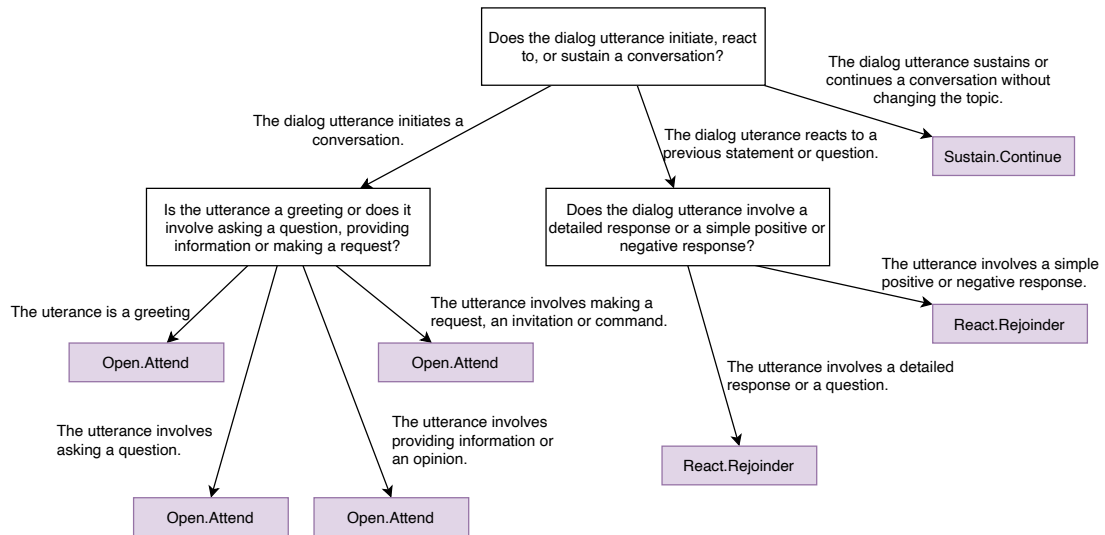 Does the dialog utterance initiate, react
to, or sustain a conversation?
The dialog utterance sustains or
continues a conversation without
changing the topic.
The dialog utterance initiates a
conversation.
The dialog uterance reacts to a
previous statement or question.
Sustain.Continue
Is the utterance a greeting or does it
involve asking a question, providing
information or making a request?
Does the dialog utterance involve a
detailed response or a simple positive or
negative response?
The utterance involves a simple
positive or negative response.
The uterance is a greeting
The utterance involves making a
request, an invitation or command.
React.Rejoinder
Open.Attend
Open.Attend
The utterance involves a detailed
response or a question.
The utterance involves
asking a question.
The utterance involves
providing information or
an opinion.
React.Rejoinder
Open.Attend
Open.Attend